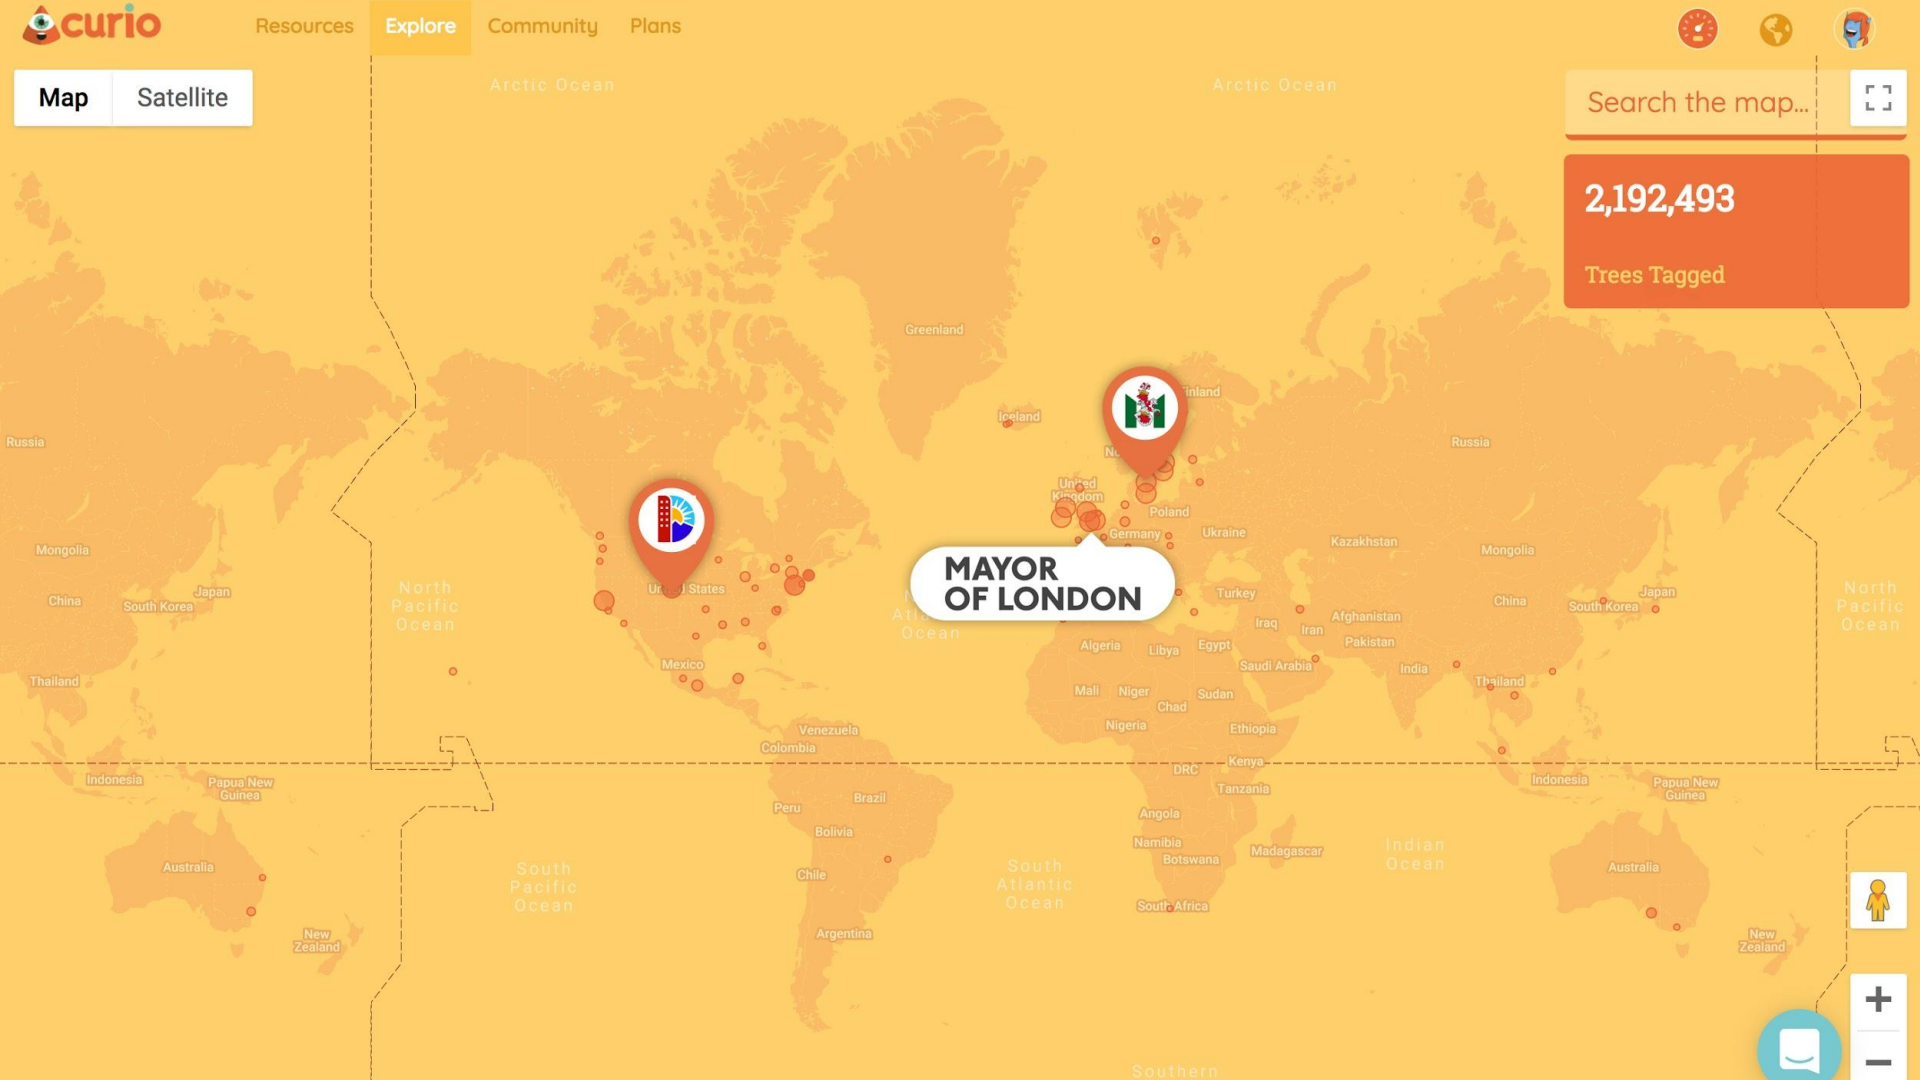 curio
Resources
Explore
Community
Plans
Map
Satellite
Search the map...
2,192,493
Trees Tagged
Arctic Ocean
Arctic Ocean
Greenland
Iceland
Finland
Russia
Russia
United
Kingdom
Poland
Germany
Ukraine
Kazakhstan
Mongolia
Mongolia
MAYOR
OF LONDON
United States
North
Pacific
Ocean
North
Pacific
Ocean
Ocean
China
South Korea
Japan
Turkey
Iraq
Iran
Afghanistan
Pakistan
China
South Korea
Japan
Algeria
Libya
Egypt
Saudi Arabia
India
Thailand
Thailand
Mexico
Mali
Niger
Chad
Sudan
Nigeria
Ethiopia
Venezuela
Colombia
DRC
Kenya
Tanzania
Indonesia
Papua New
Guinea
Indonesia
Papua New
Guinea
Peru
Brazil
Bolivia
Angola
Namibia
Botswana
Madagascar
Indian
Ocean
Australia
Australia
South
Pacific
Ocean
Chile
South
Atlantic
Ocean
South Africa
Argentina
New
Zealand
New
Zealand
Southern